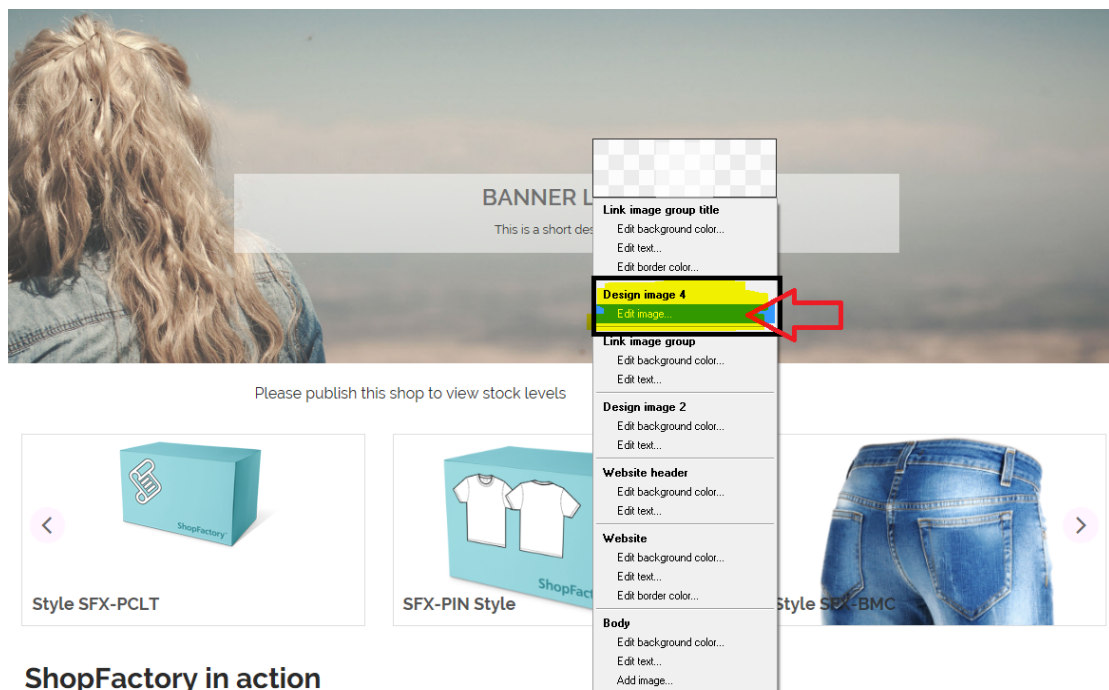 BANNER L
This is a short des
Link image group title
Edit background color...
Edit text...
Edit border color...
Design image 4
Edit image...
Link image group
Edit background color...
Edit text...
Design image 2
Edit background color...
Edit text...
Website header
Edit background color...
Edit text...
Website
Edit background color...
Edit text...
Edit border color...
Body
Edit background color...
Edit text...
Add image...
Please publish this shop to view stock levels
ShopFactory
Style SFX-PCLT
ShopFact
SFX-PIN Style
Style SFX-BMC
ShopFactory in action